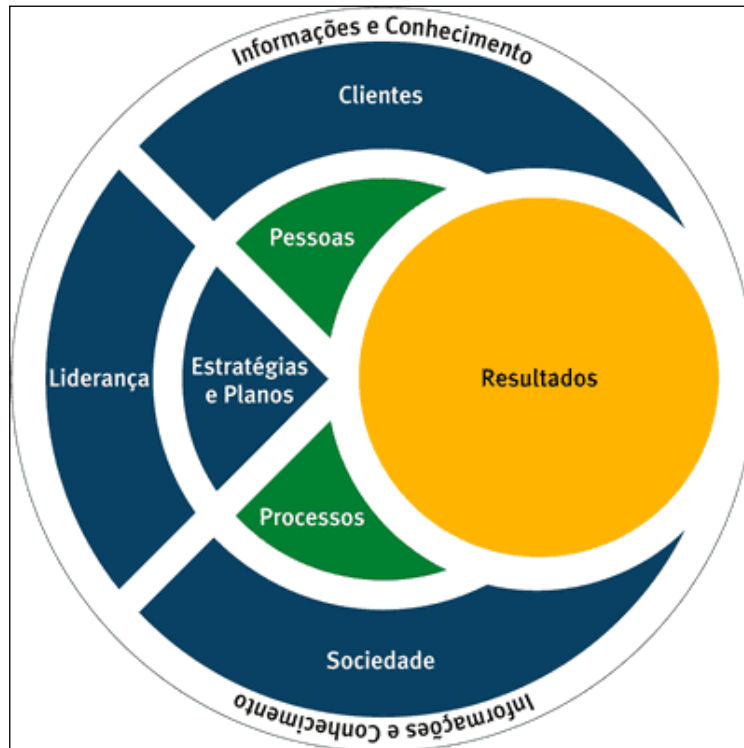 Informações e Conhecimento
Clientes
Pessoas
Liderança
Estratégias
e Planos
Resultados
Processos
Sociedade
Informações e Conhecimento